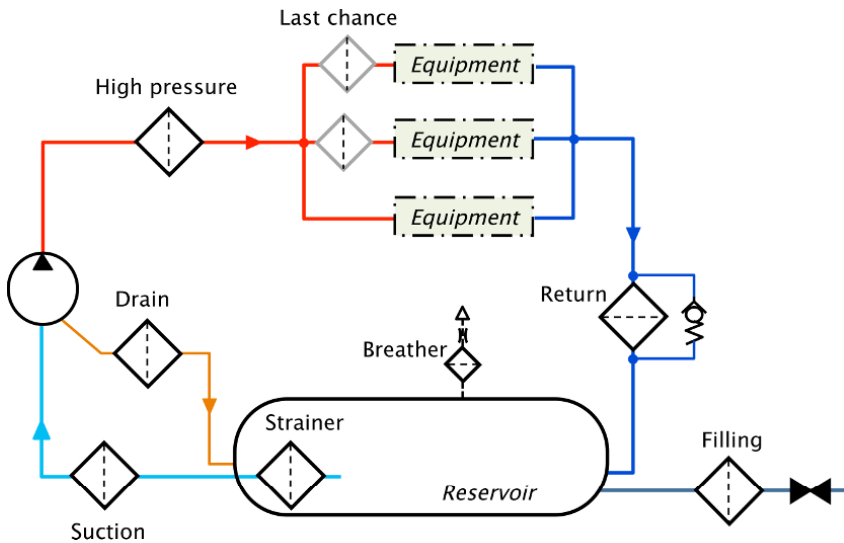 Last chance
Equipment
High pressure
Equipment
Equipment
Drain
Return
Breather
Strainer
Filling
Reservoir
Suction